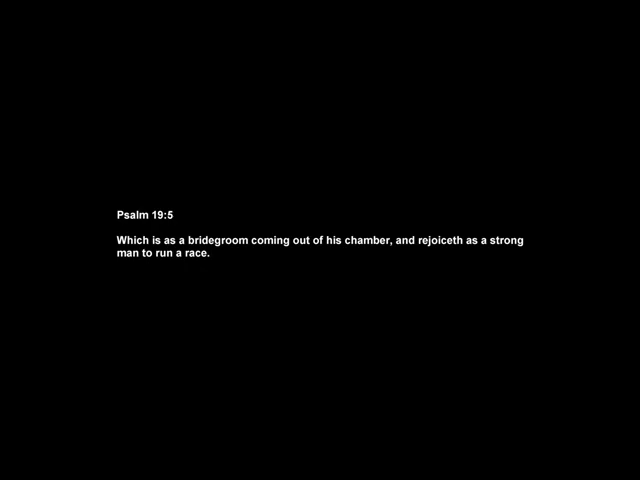 Psalm 19:5
Which is as a bridegroom coming out of his chamber, and rejoiceth as a strong
man to run a race.